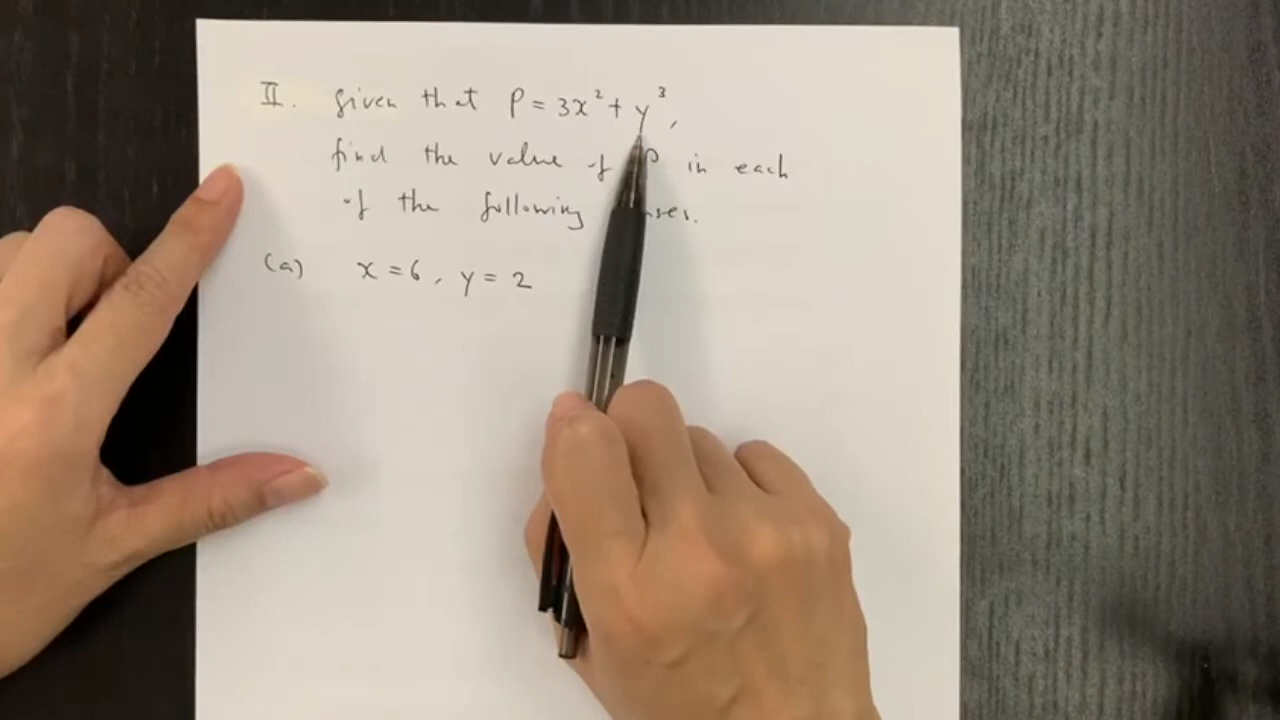 II. Given that P = 3x² + y³,
find the value of P in each
of the following
(a) x = 6, y = 2